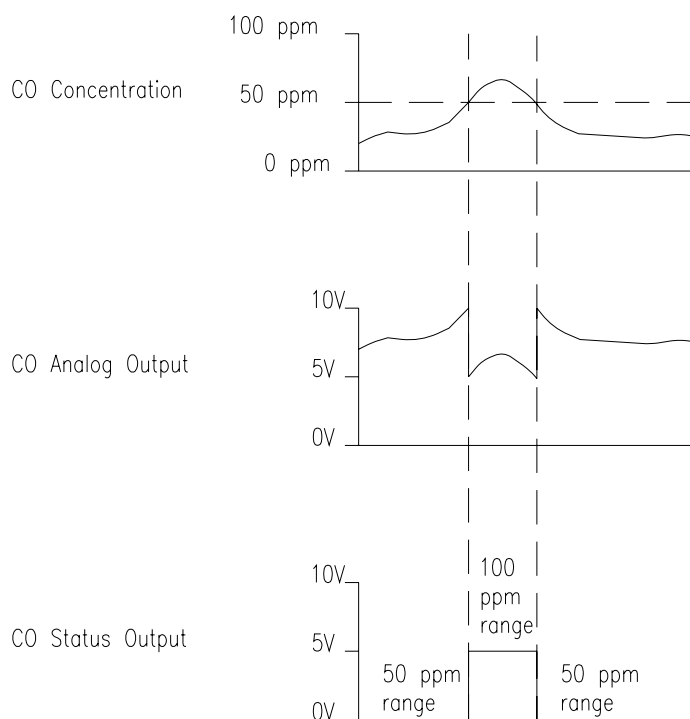 100 ppm
CO Concentration
50 ppm
0 ppm
10V
CO Analog Output
5V
0V
10V
100
ppm
range
CO Status Output
5V
50 ppm
range
50 ppm
range
0V